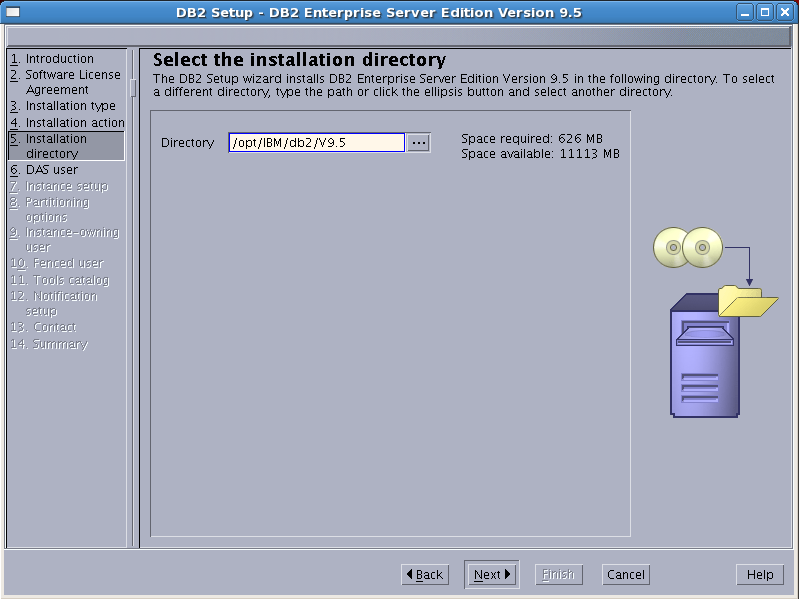 DB2 Setup - DB2 Enterprise Server Edition Version 9.5
1. Introduction
2. Software License
Agreement
3. Installation type
4. Installation action
5. Installation
directory
6. DAS user
7. Instance setup
8. Partitioning
options
9. Instance-owning
user
10. Fenced user
11. Tools catalog
12. Notification
setup
13. Contact
14. Summary
Select the installation directory
The DB2 Setup wizard installs DB2 Enterprise Server Edition Version 9.5 in the following directory. To select
a different directory, type the path or click the ellipsis button and select another directory.
Directory /opt/IBM/db2/V9.5 ...
Space required: 626 MB
Space available: 11113 MB
Back Next Finish Cancel Help